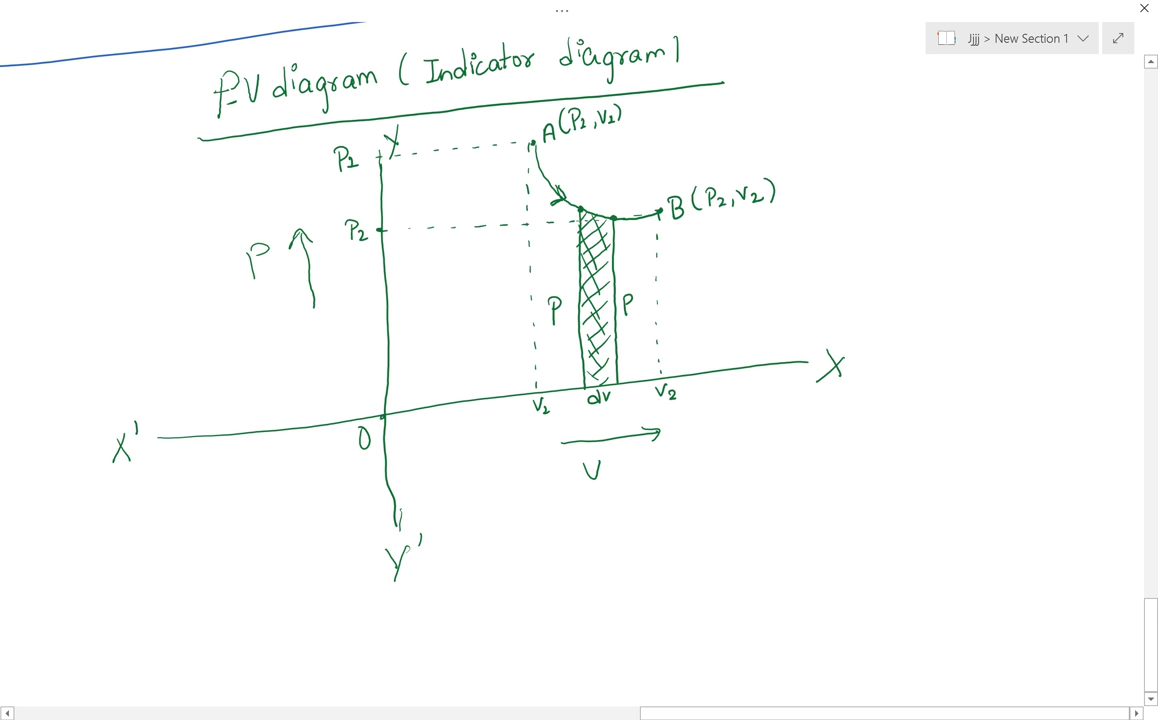 Jjjj > New Section 1
P-V diagram (Indicator diagram)
Y
A(P1, V1)
P1
B(P2, V2)
P2
P
P P
X
V1 dv V2
O
X'
V
Y'